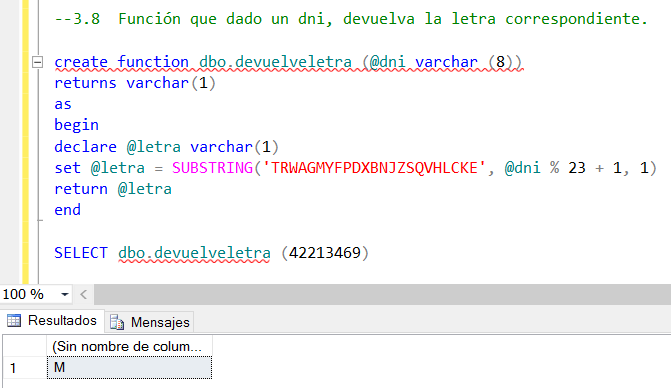 --3.8  Función que dado un dni, devuelva la letra correspondiente.
create function dbo.devuelveletra (@dni varchar (8))
returns varchar(1)
as
begin
declare @letra varchar(1)
set @letra = SUBSTRING('TRWAGMYFPDXBNJZSQVHLCKE', @dni % 23 + 1, 1)
return @letra
end
SELECT dbo.devuelveletra (42213469)
100 %
Resultados Mensajes
(Sin nombre de colum...
1 M